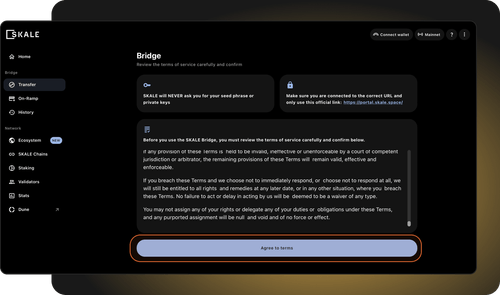 SKALE
Connect wallet
Mainnet
?
Home
Bridge
Transfer
On-Ramp
History
Network
Ecosystem NEW
SKALE Chains
Staking
Validators
Stats
Dune
Bridge
Review the terms of service carefully and confirm
SKALE will NEVER ask you for your seed phrase or
private keys
Make sure you are connected to the correct URL and
only use this official link: https://portal.skale.space/
Before you use the SKALE Bridge, you must review the terms of service carefully and confirm below.
If any provision of these terms is held to be invalid, ineffective or unenforceable by a court of competent
jurisdiction or arbitrator, the remaining provisions of these Terms will remain valid, effective and
enforceable.
If you breach these Terms and we choose not to immediately respond, or choose not to respond at all, we
will still be entitled to all rights and remedies at any later date, or in any other situation, where you breach
these Terms. No failure to act or delay in acting by us will be deemed to be a waiver of any type.
You may not assign any of your rights or delegate any of your duties or obligations under these Terms,
and any purported assignment will be null and void and of no force or effect.
Agree to terms